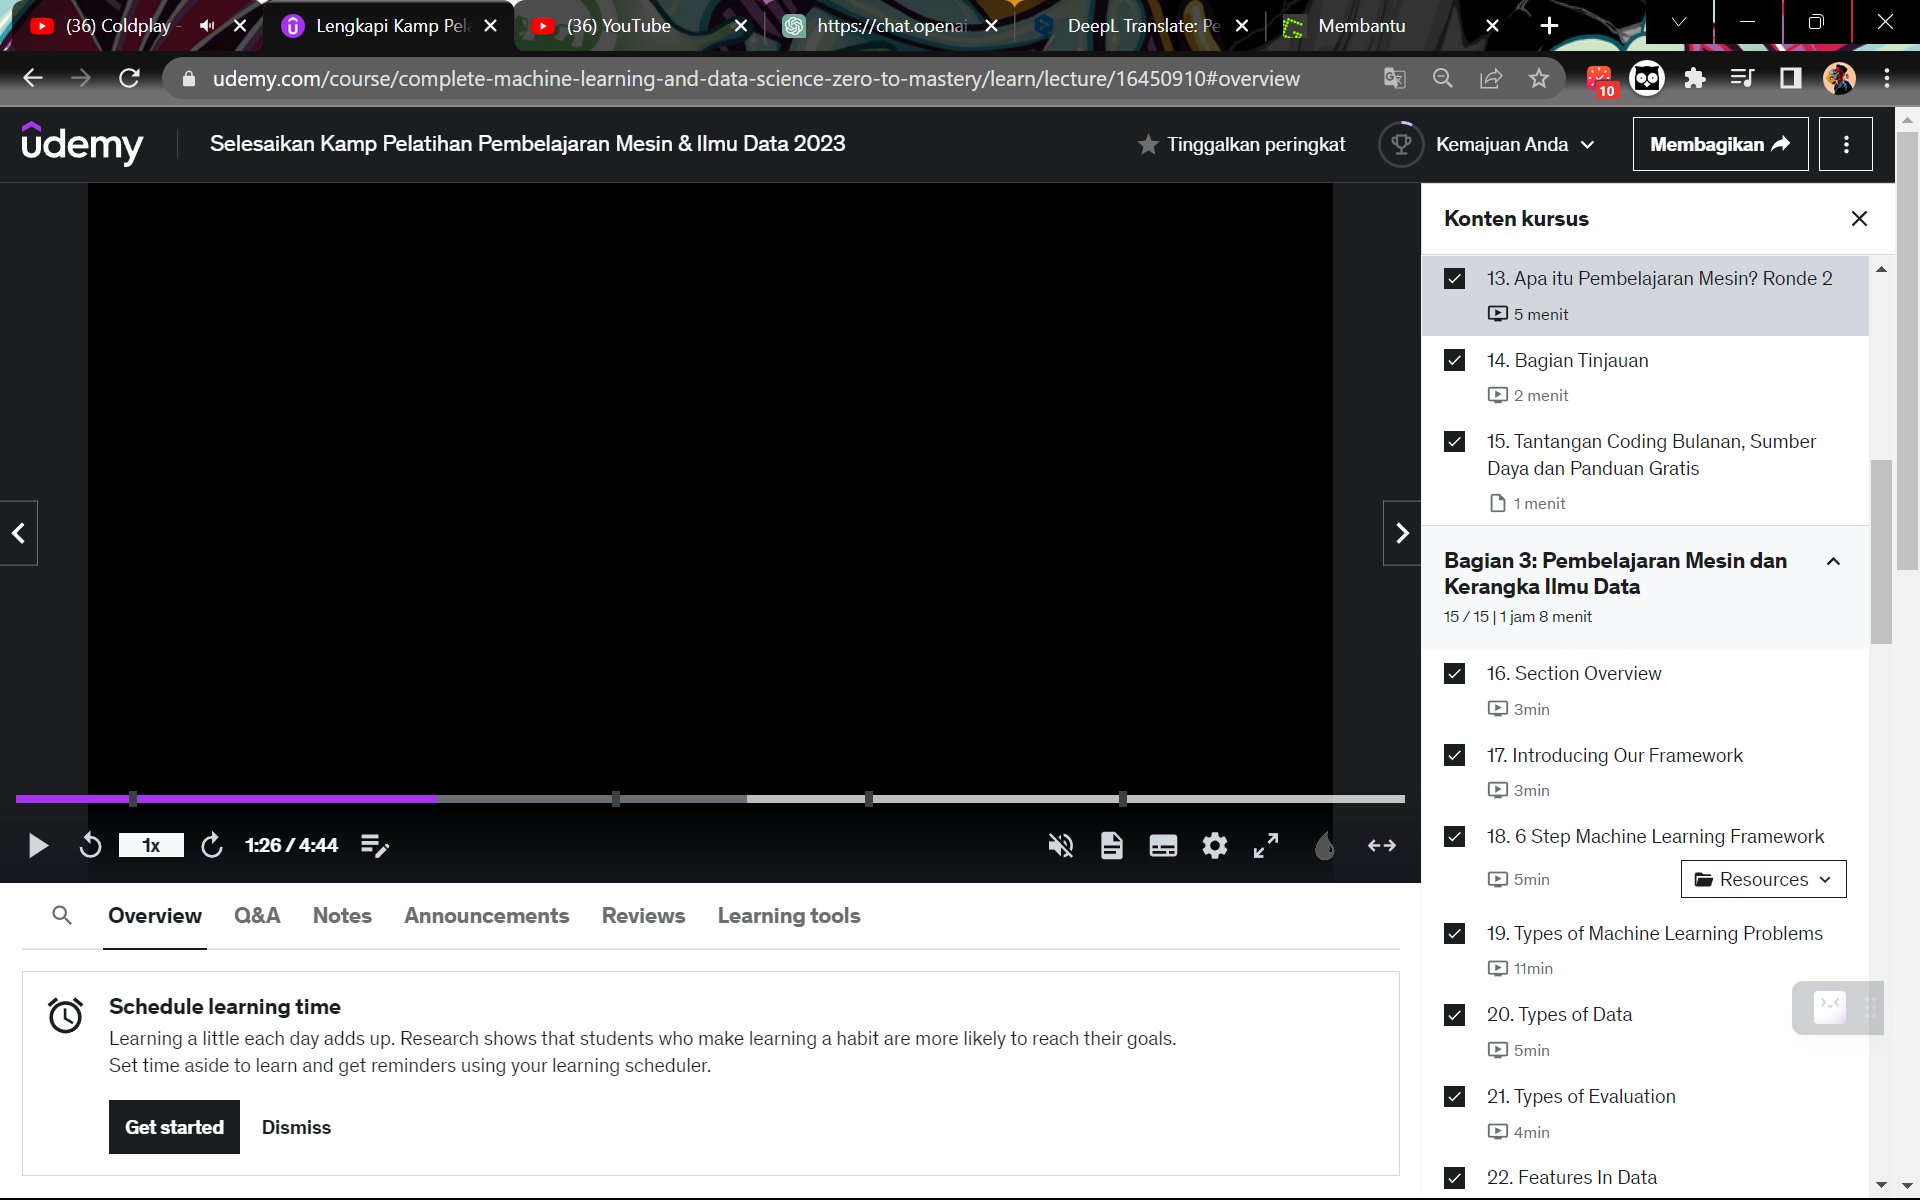 (36) Coldplay -
Lengkapi Kamp Pel
(36) YouTube
https://chat.openai
DeepL Translate: Pe
Membantu
udemy.com/course/complete-machine-learning-and-data-science-zero-to-mastery/learn/lecture/16450910#overview
10
udemy
Selesaikan Kamp Pelatihan Pembelajaran Mesin & Ilmu Data 2023
Tinggalkan peringkat
Kemajuan Anda
Membagikan
Konten kursus
13. Apa itu Pembelajaran Mesin? Ronde 2
5 menit
14. Bagian Tinjauan
2 menit
15. Tantangan Coding Bulanan, Sumber
Daya dan Panduan Gratis
1 menit
Bagian 3: Pembelajaran Mesin dan
Kerangka Ilmu Data
15 / 15 | 1 jam 8 menit
16. Section Overview
3min
17. Introducing Our Framework
3min
18. 6 Step Machine Learning Framework
5min
Resources
19. Types of Machine Learning Problems
11min
20. Types of Data
5min
21. Types of Evaluation
4min
22. Features In Data
1x
1:26 / 4:44
Overview
Q&A
Notes
Announcements
Reviews
Learning tools
Schedule learning time
Learning a little each day adds up. Research shows that students who make learning a habit are more likely to reach their goals.
Set time aside to learn and get reminders using your learning scheduler.
Get started
Dismiss